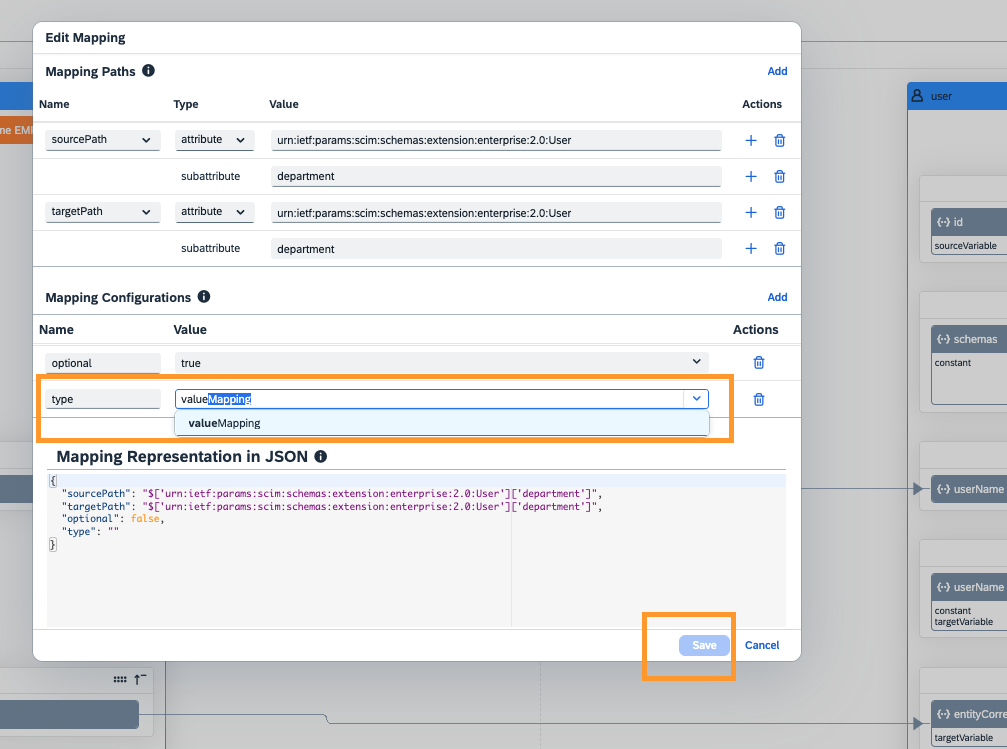 Edit Mapping
Mapping Paths
Add
Name Type Value Actions
sourcePath attribute urn:ietf:params:scim:schemas:extension:enterprise:2.0:User
subattribute department
targetPath attribute urn:ietf:params:scim:schemas:extension:enterprise:2.0:User
subattribute department
Mapping Configurations
Add
Name Value Actions
optional true
type valueMapping
valueMapping
Mapping Representation in JSON
{
"sourcePath": "$['urn:ietf:params:scim:schemas:extension:enterprise:2.0:User']['department']",
"targetPath": "$['urn:ietf:params:scim:schemas:extension:enterprise:2.0:User']['department']",
"optional": false,
"type": ""
}
Save Cancel
user
id
sourceVariable
schemas
constant
userName
userName
constant
targetVariable
targetVariable